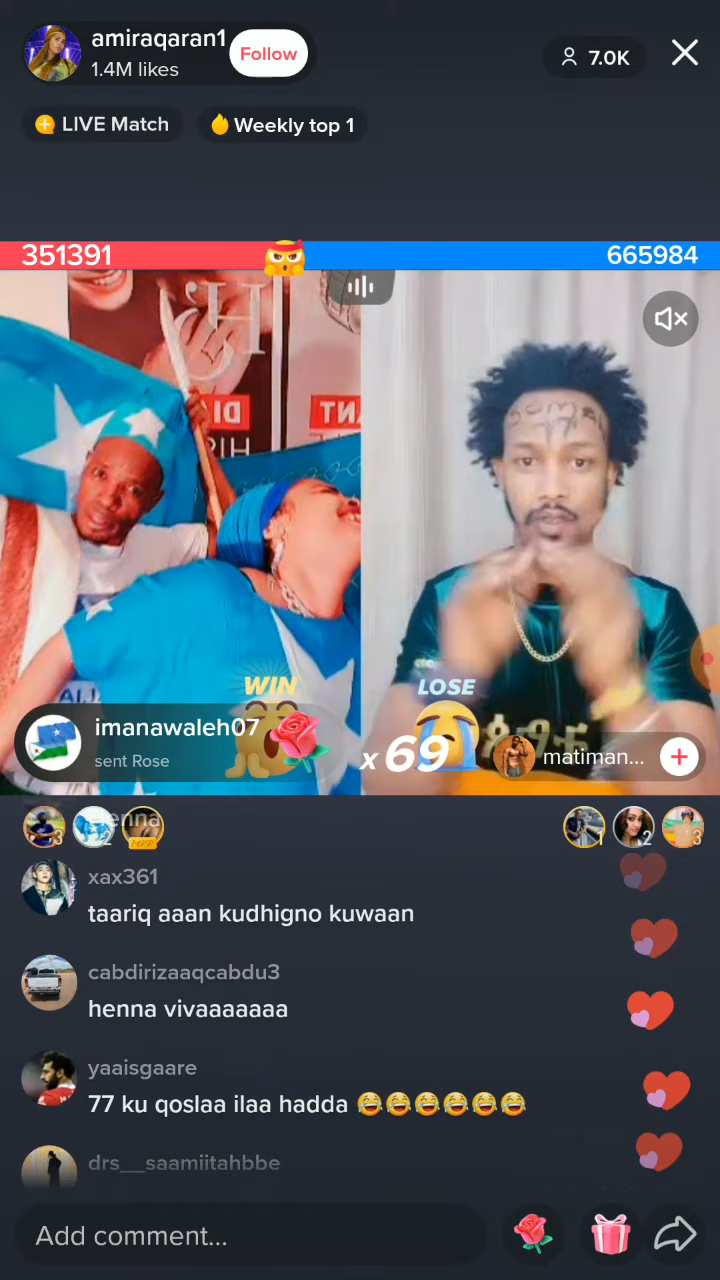 amiraqaran1
Follow
1.4M likes
7.0K
LIVE Match
Weekly top 1
351391
665984
WIN
LOSE
imanawaleh07
sent Rose
x 69
matiman...
xax361
taariq aaan kudhigno kuwaan
cabdirizaaqcabdu3
henna vivaaaaaaa
yaaisgaare
77 ku qoslaa ilaa hadda 😂😂😂😂😂😂
drs__saamiitahbbe
Add comment...